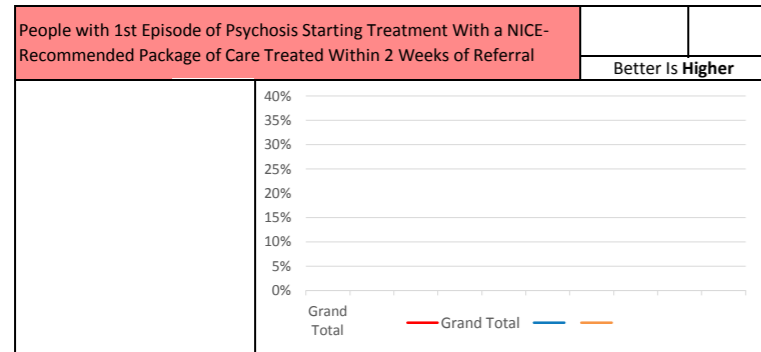 People with 1st Episode of Psychosis Starting Treatment With a NICE-
Recommended Package of Care Treated Within 2 Weeks of Referral
Better Is Higher
40%
35%
30%
25%
20%
15%
10%
5%
0%
Grand
Total
Grand Total